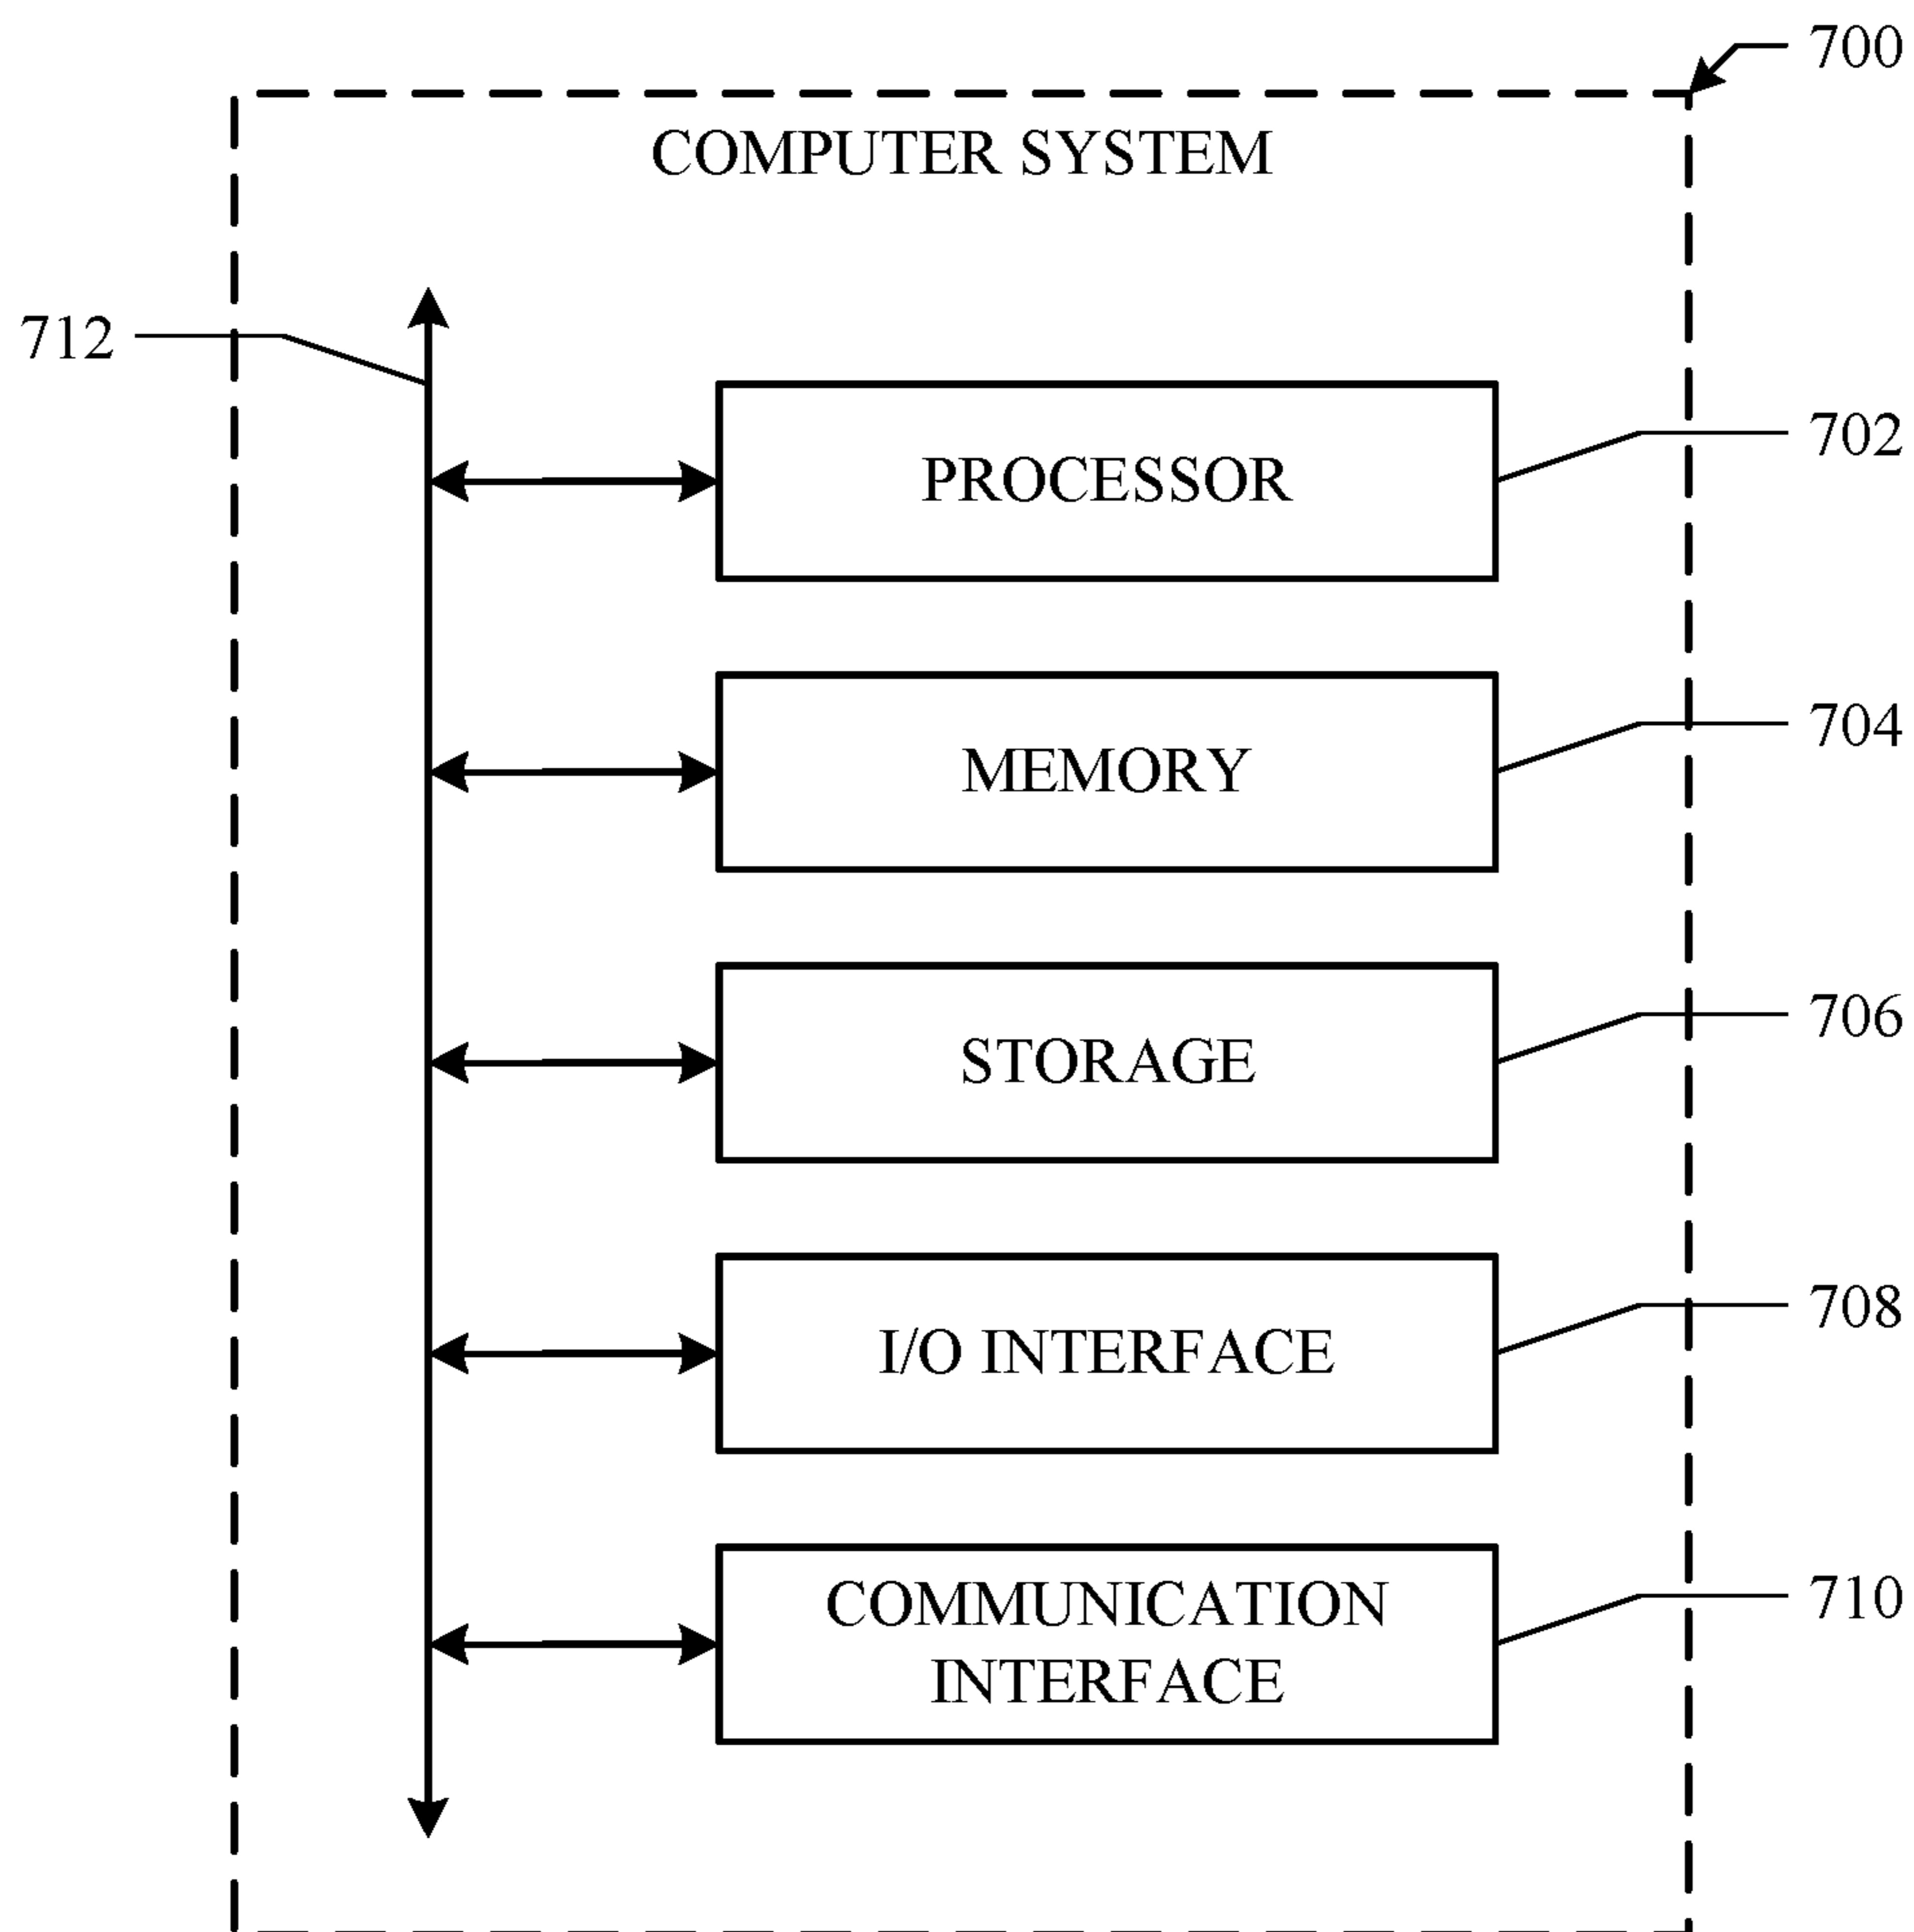 700
COMPUTER SYSTEM
712
PROCESSOR
702
MEMORY
704
STORAGE
706
I/O INTERFACE
708
COMMUNICATION
INTERFACE
710